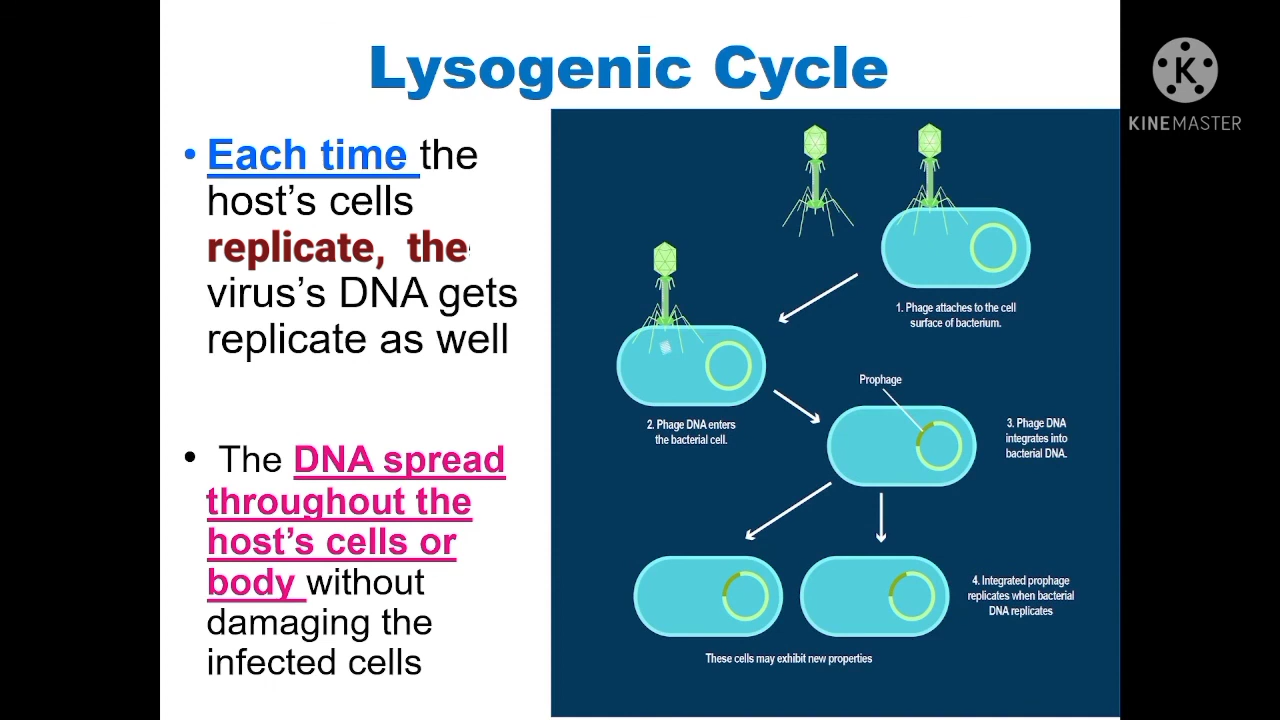 Lysogenic Cycle
• Each time the
host’s cells
replicate, the
virus’s DNA gets
replicate as well
• The DNA spread
throughout the
host’s cells or
body without
damaging the
infected cells
1. Phage attaches to the cell
surface of bacterium.
2. Phage DNA enters
the bacterial cell.
Prophage
3. Phage DNA
integrates into
bacterial DNA.
4. Integrated prophage
replicates when bacterial
DNA replicates
These cells may exhibit new properties
K
KINEMASTER